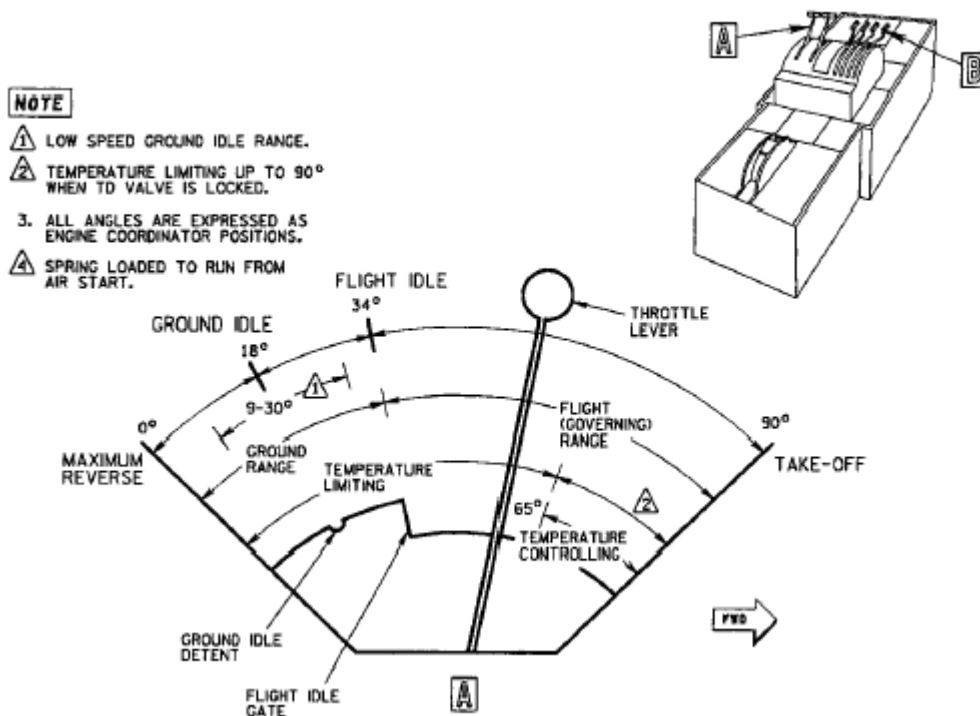 A
B
NOTE
1 LOW SPEED GROUND IDLE RANGE.
2 TEMPERATURE LIMITING UP TO 90°
WHEN TD VALVE IS LOCKED.
3. ALL ANGLES ARE EXPRESSED AS
ENGINE COORDINATOR POSITIONS.
4 SPRING LOADED TO RUN FROM
AIR START.
FLIGHT IDLE
34°
THROTTLE
LEVER
GROUND IDLE
18°
1
9-30°
0°
MAXIMUM
REVERSE
GROUND
RANGE
FLIGHT
(GOVERNING)
RANGE
90°
TAKE-OFF
TEMPERATURE
LIMITING
2
65°
TEMPERATURE
CONTROLLING
GROUND IDLE
DETENT
FLIGHT IDLE
GATE
A
FWD